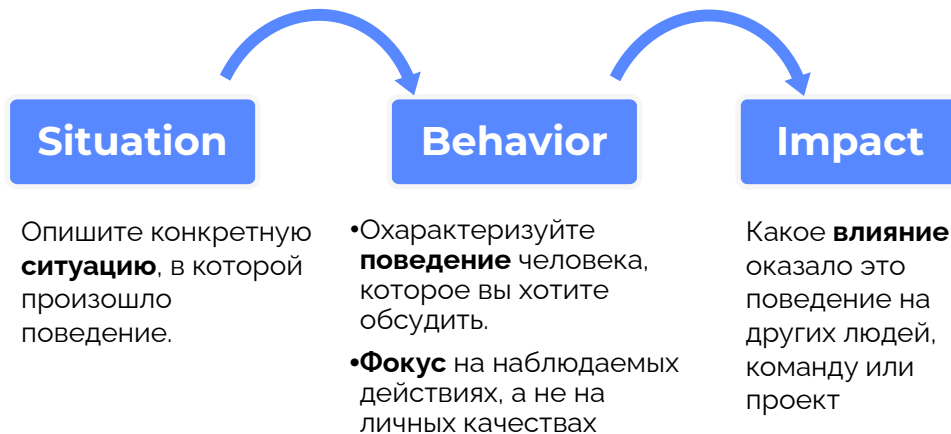 Situation
Behavior
Impact
Опишите конкретную
ситуацию, в которой
произошло
поведение.
•Охарактеризуйте
поведение человека,
которое вы хотите
обсудить.
•Фокус на наблюдаемых
действиях, а не на
личных качествах
Какое влияние
оказало это
поведение на
других людей,
команду или
проект